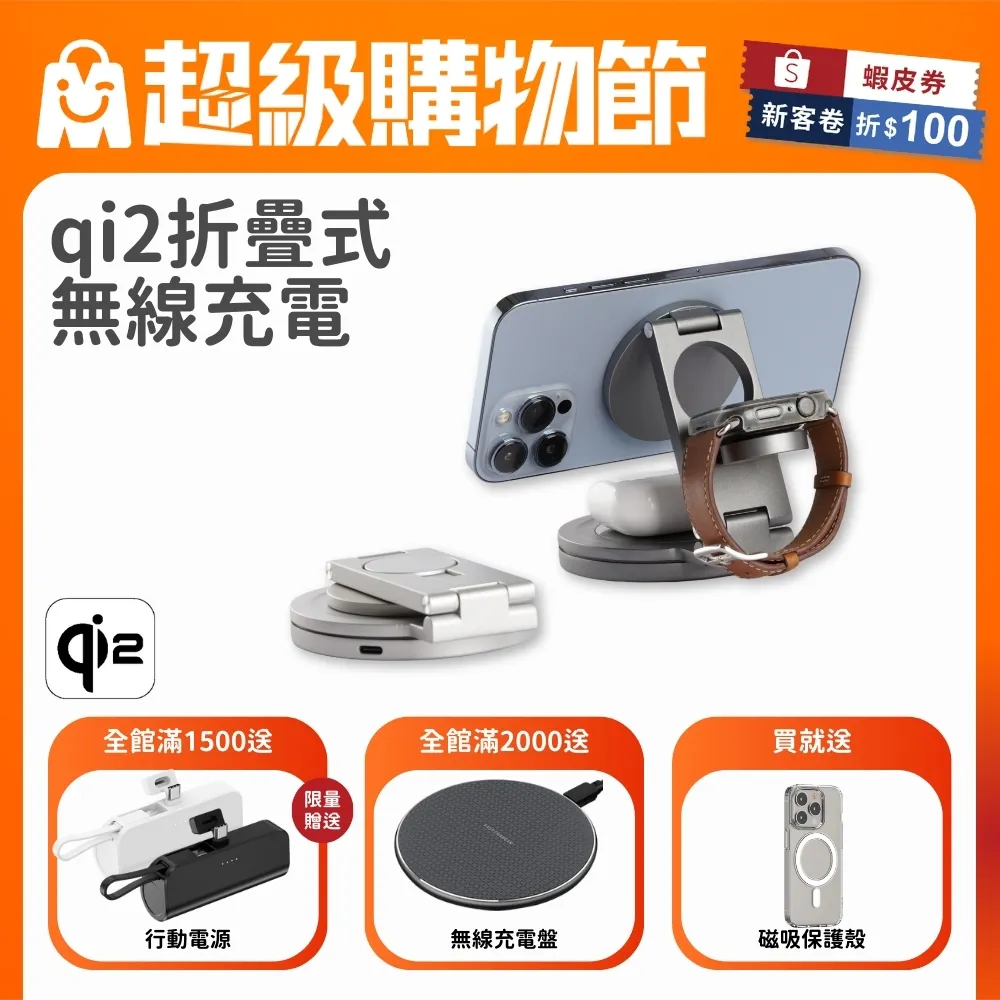 超級購物節
S
蝦皮券
新客卷 折$100
qi2折疊式
無線充電
qi2
全館滿1500送
限量
贈送
行動電源
全館滿2000送
無線充電盤
買就送
磁吸保護殼